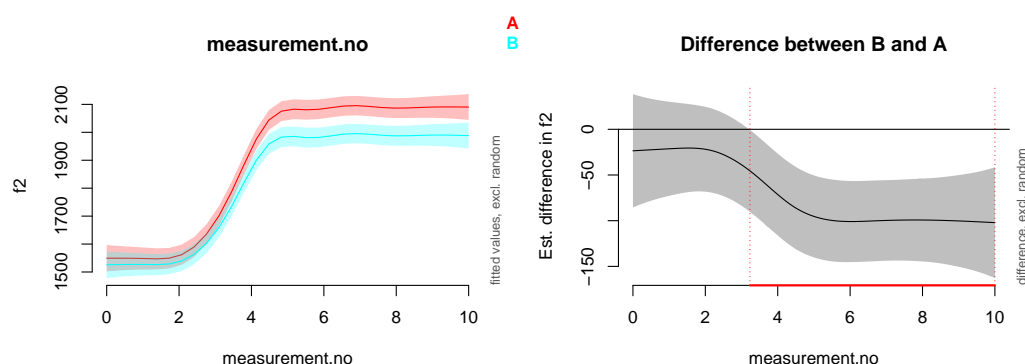 A
B
measurement.no
f2
1500
1700
1900
2100
0
2
4
6
8
10
measurement.no
fitted values, excl. random
Difference between B and A
Est. difference in f2
−150
−50
0
0
2
4
6
8
10
measurement.no
difference, excl. random